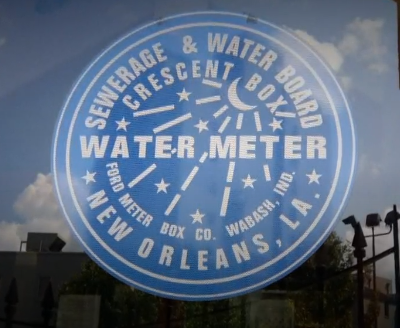 SEWERAGE & WATER BOARD
CRESCENT BOX
WATER METER
FORD METER BOX CO. WABASH, IND.
NEW ORLEANS, LA.